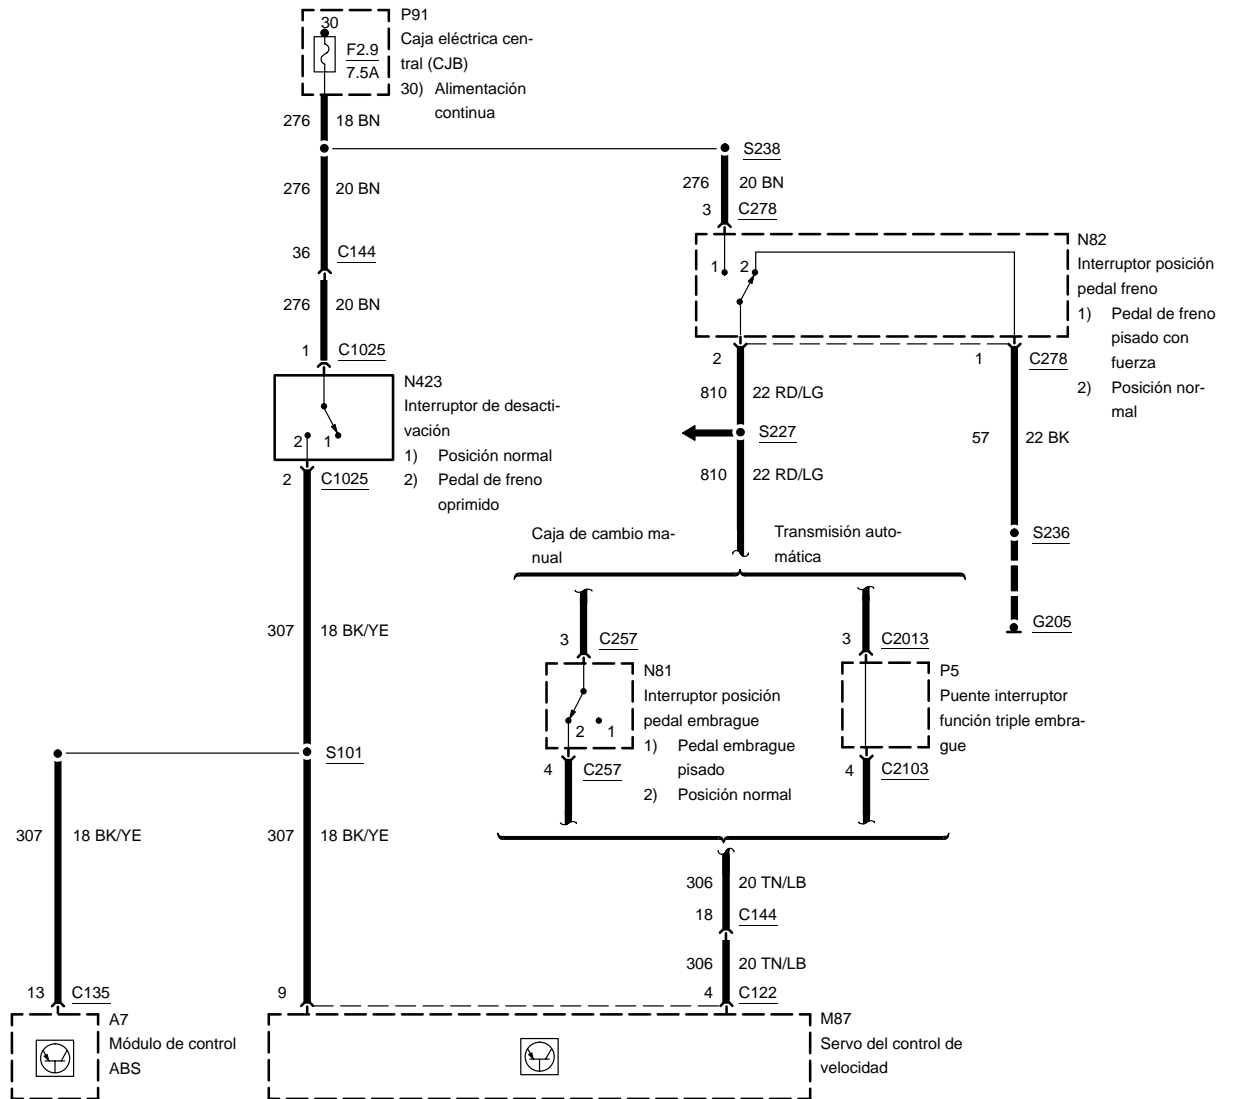 30
F2.9
7.5A
P91
Caja eléctrica cen-
tral (CJB)
30) Alimentación
continua
276 18 BN
S238
276 20 BN
276 20 BN
3 C278
36 C144
1 2
N82
Interruptor posición
pedal freno
1) Pedal de freno
pisado con
fuerza
2) Posición nor-
mal
276 20 BN
1 C1025
2 1 C278
N423
Interruptor de desacti-
vación
1) Posición normal
2) Pedal de freno
oprimido
2 1
810 22 RD/LG
S227
57 22 BK
2 C1025
810 22 RD/LG
Caja de cambio ma-
nual
Transmisión auto-
mática
S236
G205
307 18 BK/YE
3 C257
3 C2013
N81
Interruptor posición
pedal embrague
1) Pedal embrague
pisado
2) Posición normal
2 1
P5
Puente interruptor
función triple embra-
gue
S101
4 C257
4 C2103
307 18 BK/YE
307 18 BK/YE
306 20 TN/LB
18 C144
306 20 TN/LB
13 C135
9
4 C122
A7
Módulo de control
ABS
M87
Servo del control de
velocidad